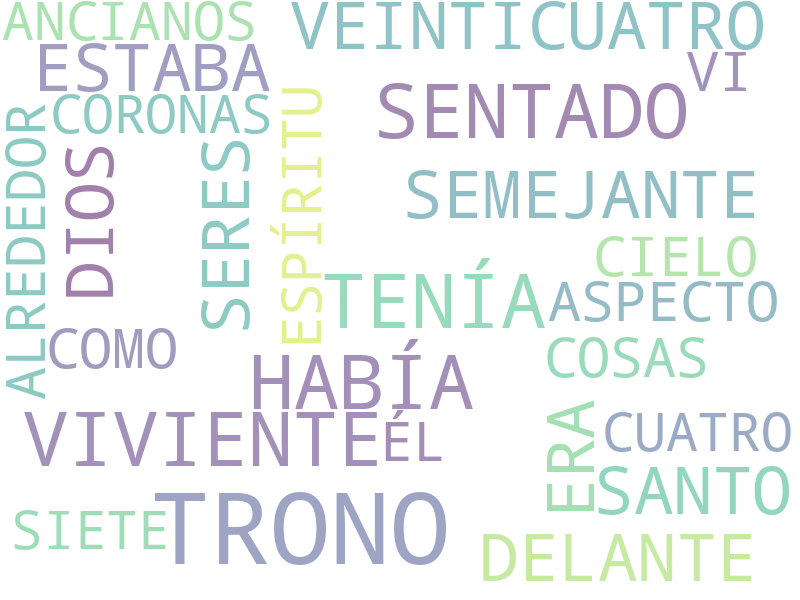 ANCIANOS
VEINTICUATRO
ESTABA
VI
CORONAS
SENTADO
ALREDEDOR
DIOS
SERES
ESPÍRITU
SEMEJANTE
CIELO
TENÍA
ASPECTO
COMO
COSAS
HABÍA
VIVIENTE
ÉL
ERA
CUATRO
SANTO
TRONO
SIETE
DELANTE